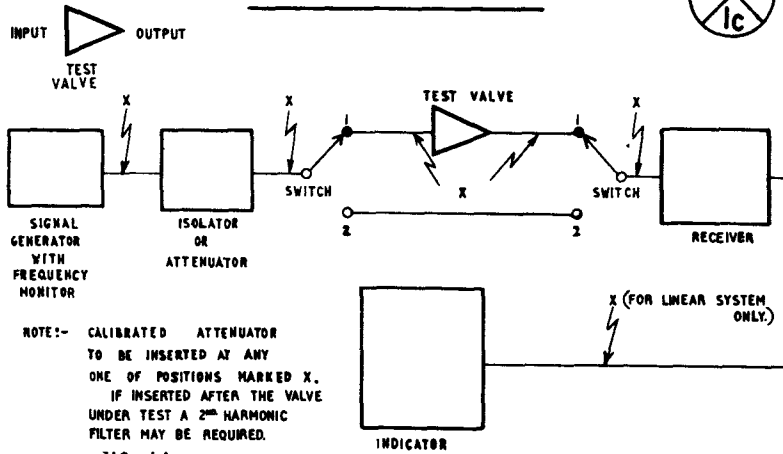 INPUT
OUTPUT
TEST
VALVE
1c
TEST VALVE
X
X
1
1
X
SWITCH
X
SWITCH
2
2
SIGNAL
GENERATOR
WITH
FREQUENCY
MONITOR
ISOLATOR
OR
ATTENUATOR
RECEIVER
X (FOR LINEAR SYSTEM
ONLY.)
NOTE:- CALIBRATED ATTENUATOR
TO BE INSERTED AT ANY
ONE OF POSITIONS MARKED X.
IF INSERTED AFTER THE VALVE
UNDER TEST A 2ND HARMONIC
FILTER MAY BE REQUIRED.
INDICATOR